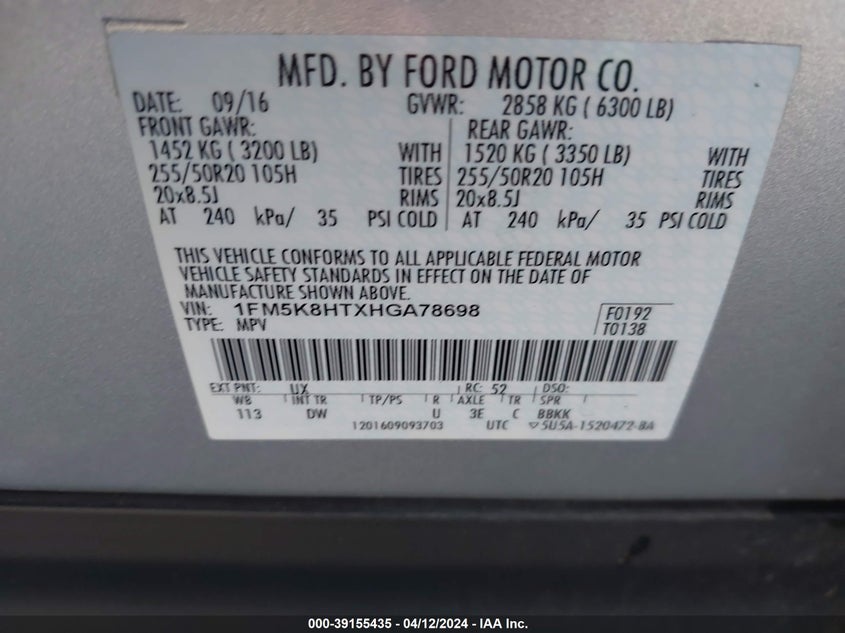 MFD. BY FORD MOTOR CO.
DATE: 09/16 GVWR: 2858 KG ( 6300 LB)
FRONT GAWR: REAR GAWR:
1452 KG ( 3200 LB) WITH 1520 KG ( 3350 LB) WITH
255/50R20 105H TIRES 255/50R20 105H TIRES
20x8.5J RIMS 20x8.5J RIMS
AT 240 kPa/ 35 PSI COLD AT 240 kPa/ 35 PSI COLD
THIS VEHICLE CONFORMS TO ALL APPLICABLE FEDERAL MOTOR
VEHICLE SAFETY STANDARDS IN EFFECT ON THE DATE OF
MANUFACTURE SHOWN ABOVE.
VIN: 1FM5K8HTXHGA78698 F0192
TYPE: MPV T0138
EXT PNT: UX RC: 52 DSO:
WB INT TR TP/PS R AXLE TR SPR
113 DW U 3E C BBKK
1201609093703 UTC ▽5U5A-1520472-BA
000-39155435 - 04/12/2024 - IAA Inc.